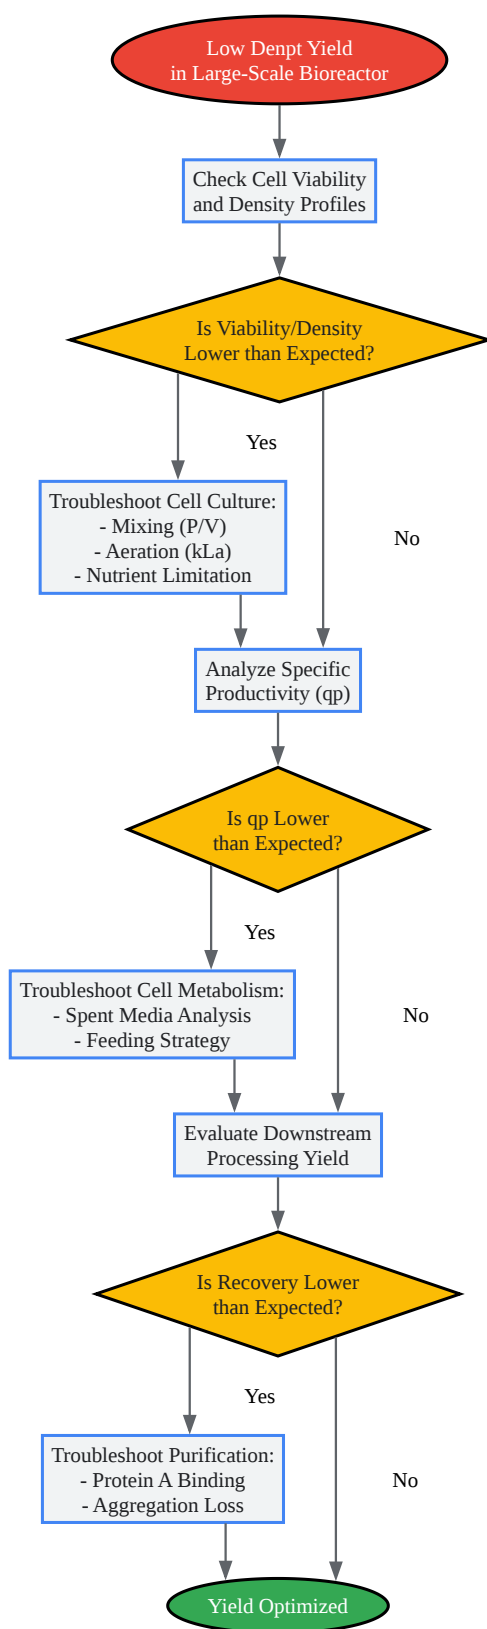 Low Denpt Yield
in Large-Scale Bioreactor
Check Cell Viability
and Density Profiles
Is Viability/Density
Lower than Expected?
Yes
Troubleshoot Cell Culture:
- Mixing (P/V)
- Aeration (kLa)
- Nutrient Limitation
No
Analyze Specific
Productivity (qp)
Is qp Lower
than Expected?
Yes
Troubleshoot Cell Metabolism:
- Spent Media Analysis
- Feeding Strategy
No
Evaluate Downstream
Processing Yield
Is Recovery Lower
than Expected?
Yes
Troubleshoot Purification:
- Protein A Binding
- Aggregation Loss
No
Yield Optimized